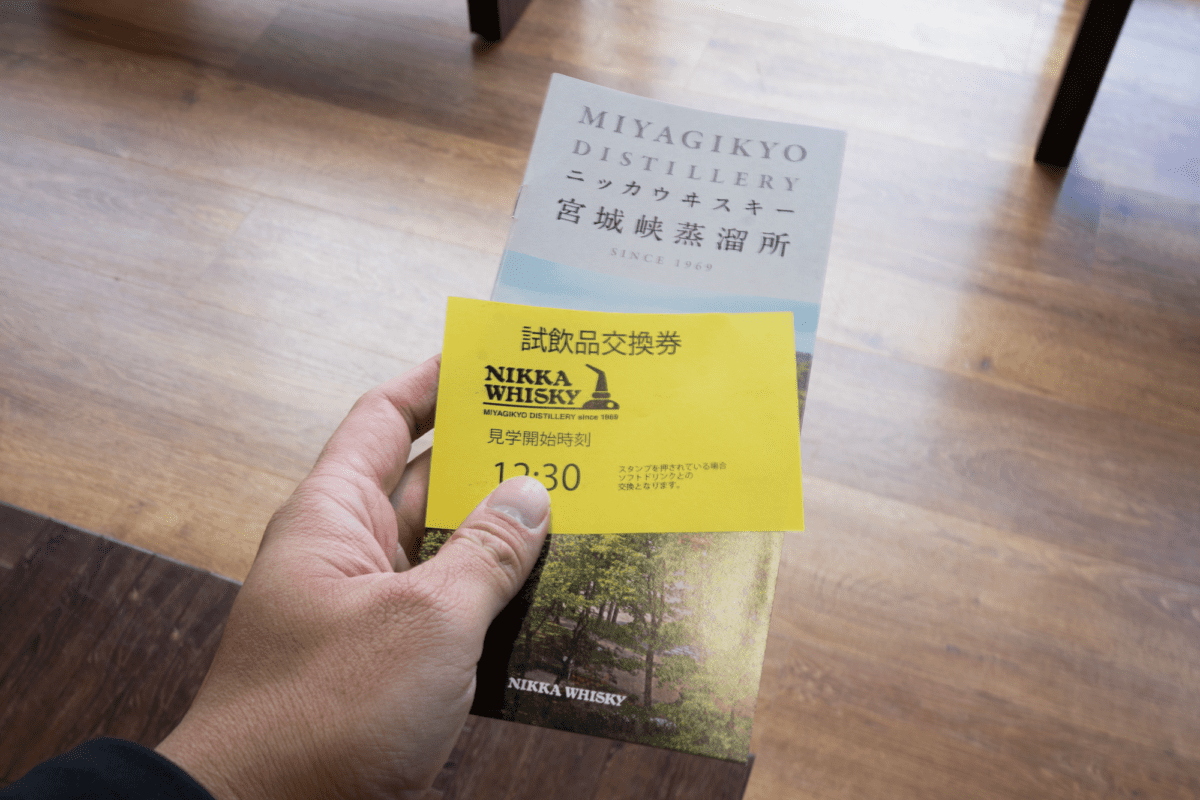 MIYAGIKYO
DISTILLERY
ニッカウヰスキー
宮城峡蒸溜所
SINCE 1969
試飲品交換券
NIKKA
WHISKY
MIYAGIKYO DISTILLERY since 1969
見学開始時刻
12:30
スタンプを押されている場合
ソフトドリンクとの
交換となります。
NIKKA WHISKY